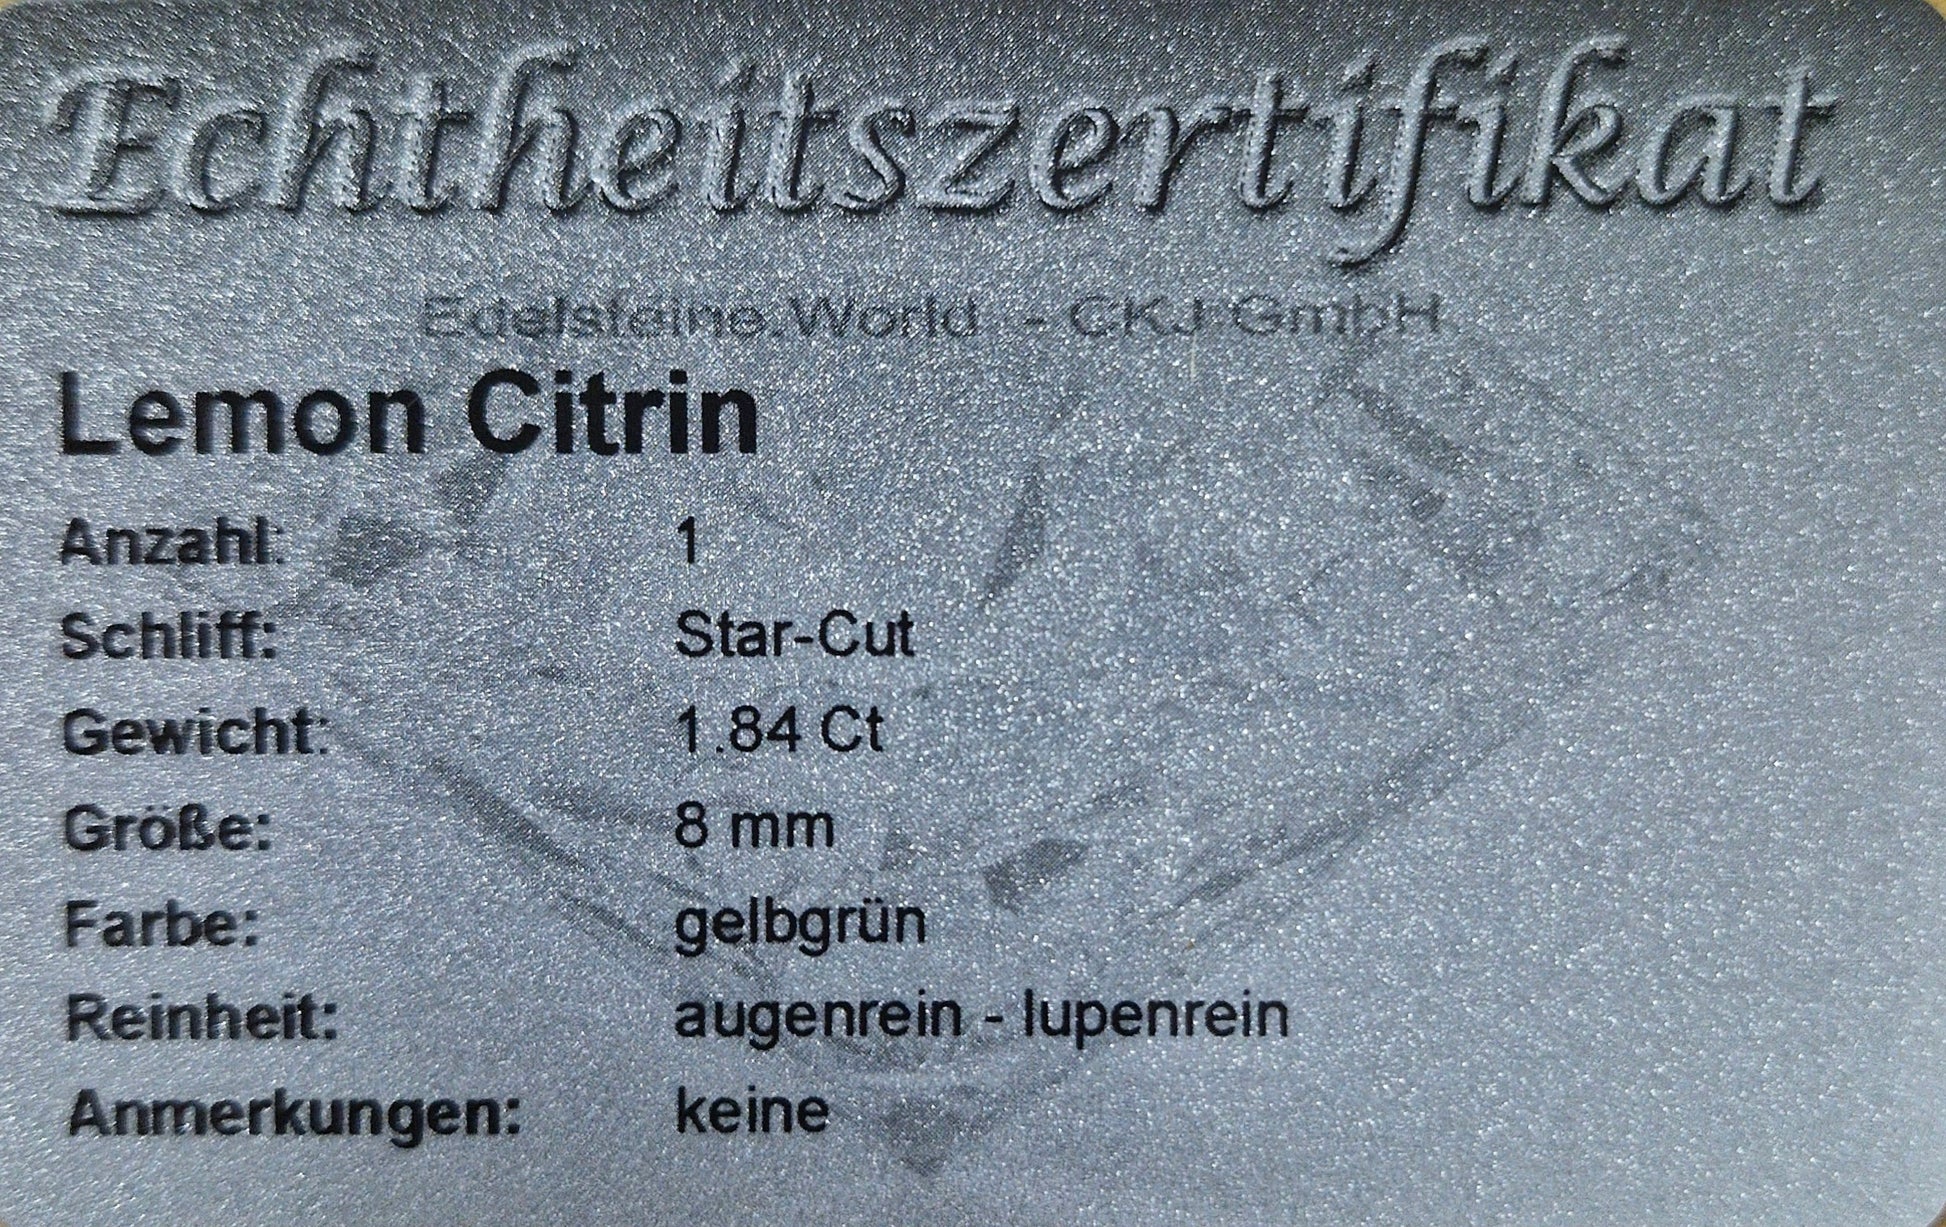 Echtheitszertifikat
Edelsteine.World - CKJ GmbH
Lemon Citrin
Anzahl: 1
Schliff: Star-Cut
Gewicht: 1.84 Ct
Größe: 8 mm
Farbe: gelbgrün
Reinheit: augenrein - lupenrein
Anmerkungen: keine